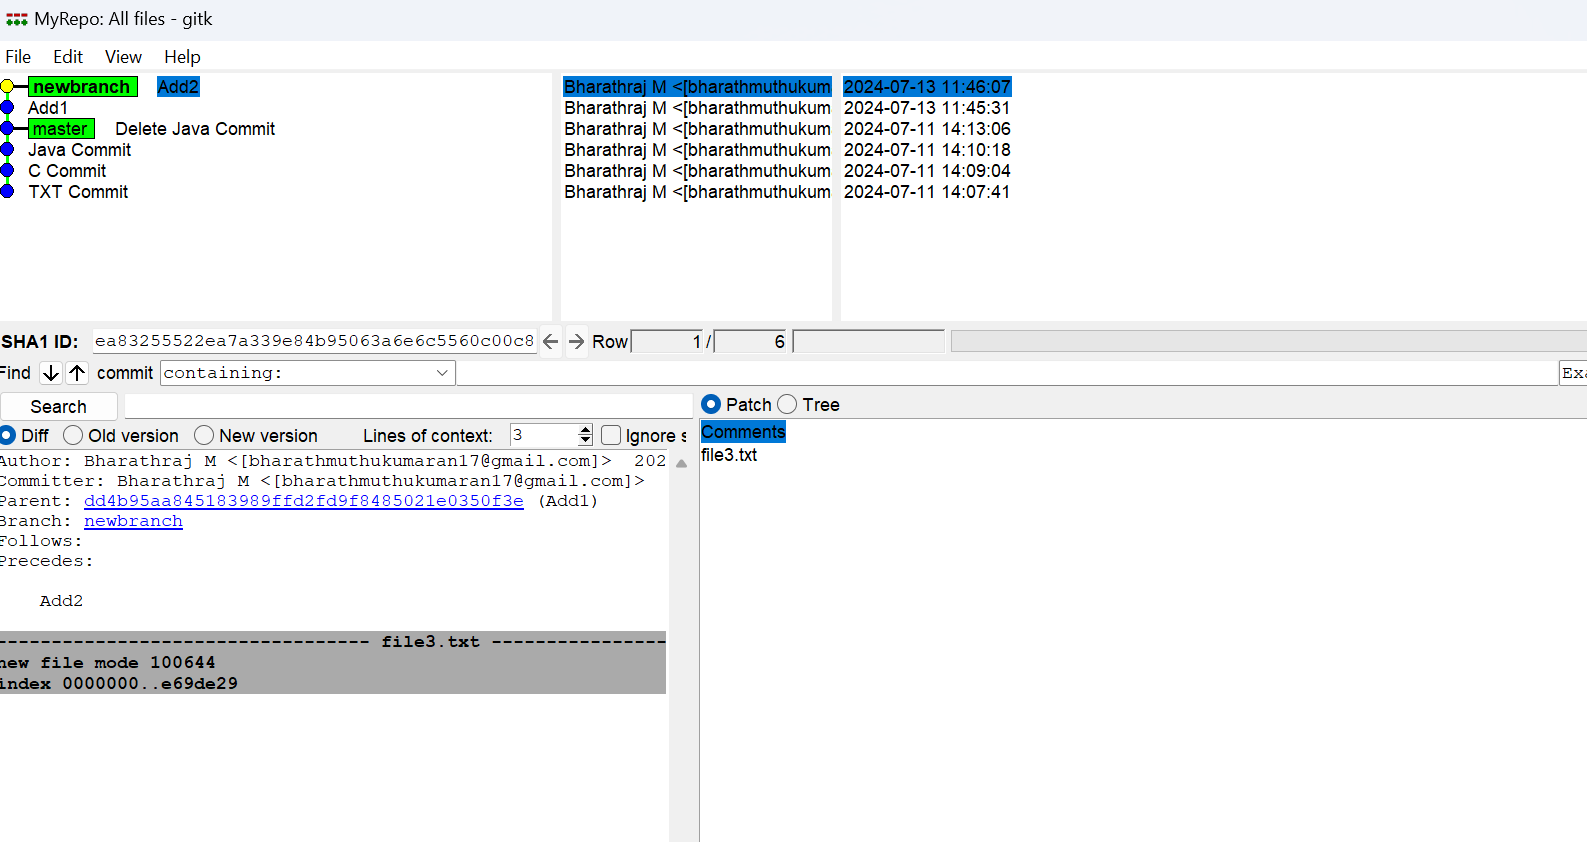 MyRepo: All files - gitk
File Edit View Help
newbranch Add2 Bharathraj M <[bharathmuthukum 2024-07-13 11:46:07
Add1 Bharathraj M <[bharathmuthukum 2024-07-13 11:45:31
master Delete Java Commit Bharathraj M <[bharathmuthukum 2024-07-11 14:13:06
Java Commit Bharathraj M <[bharathmuthukum 2024-07-11 14:10:18
C Commit Bharathraj M <[bharathmuthukum 2024-07-11 14:09:04
TXT Commit Bharathraj M <[bharathmuthukum 2024-07-11 14:07:41
SHA1 ID: ea83255522ea7a339e84b95063a6e6c5560c00c8 ← → Row 1 / 6
Find ↓ ↑ commit containing: Exa
Search
Diff Old version New version Lines of context: 3 Ignore s
Author: Bharathraj M <[bharathmuthukumaran17@gmail.com]> 202
Committer: Bharathraj M <[bharathmuthukumaran17@gmail.com]>
Parent: dd4b95aa845183989ffd2fd9f8485021e0350f3e (Add1)
Branch: newbranch
Follows:
Precedes:
Add2
--------------------------------- file3.txt ----------------
new file mode 100644
index 0000000..e69de29
Patch Tree
Comments
file3.txt